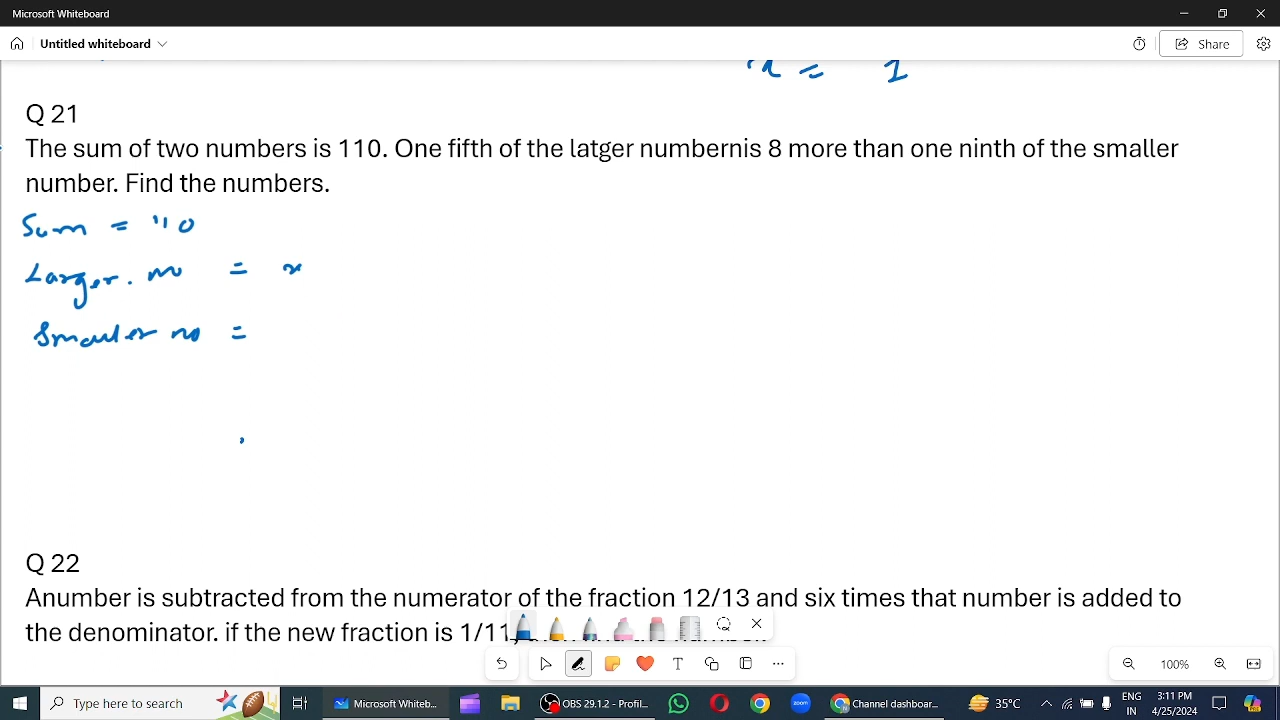 Microsoft Whiteboard
Untitled whiteboard
Share
x = 1
Q 21
The sum of two numbers is 110. One fifth of the latger numbernis 8 more than one ninth of the smaller
number. Find the numbers.
Sum = 110
Larger. no = x
Smaller no =
Q 22
Anumber is subtracted from the numerator of the fraction 12/13 and six times that number is added to
the denominator. if the new fraction is 1/11,
100%
Type here to search
Microsoft Whiteb...
OBS 29.12 - Profil...
zoom
Channel dashboar...
35°C
ENG
IN
3:11 PM
4/25/2024